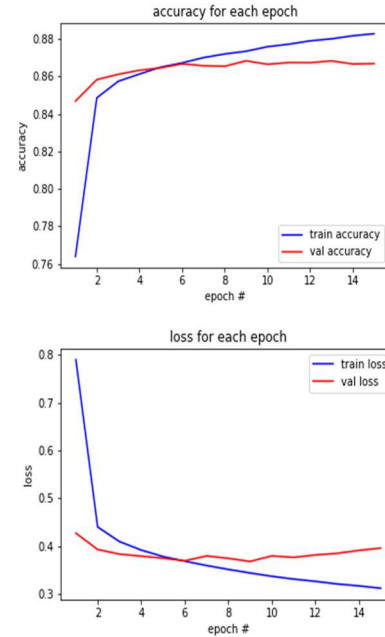 accuracy for each epoch
0.88
0.86
0.84
0.82
0.80
0.78
0.76
accuracy
train accuracy
val accuracy
2 4 6 8 10 12 14
epoch #
loss for each epoch
0.8
0.7
0.6
0.5
0.4
0.3
loss
train loss
val loss
2 4 6 8 10 12 14
epoch #